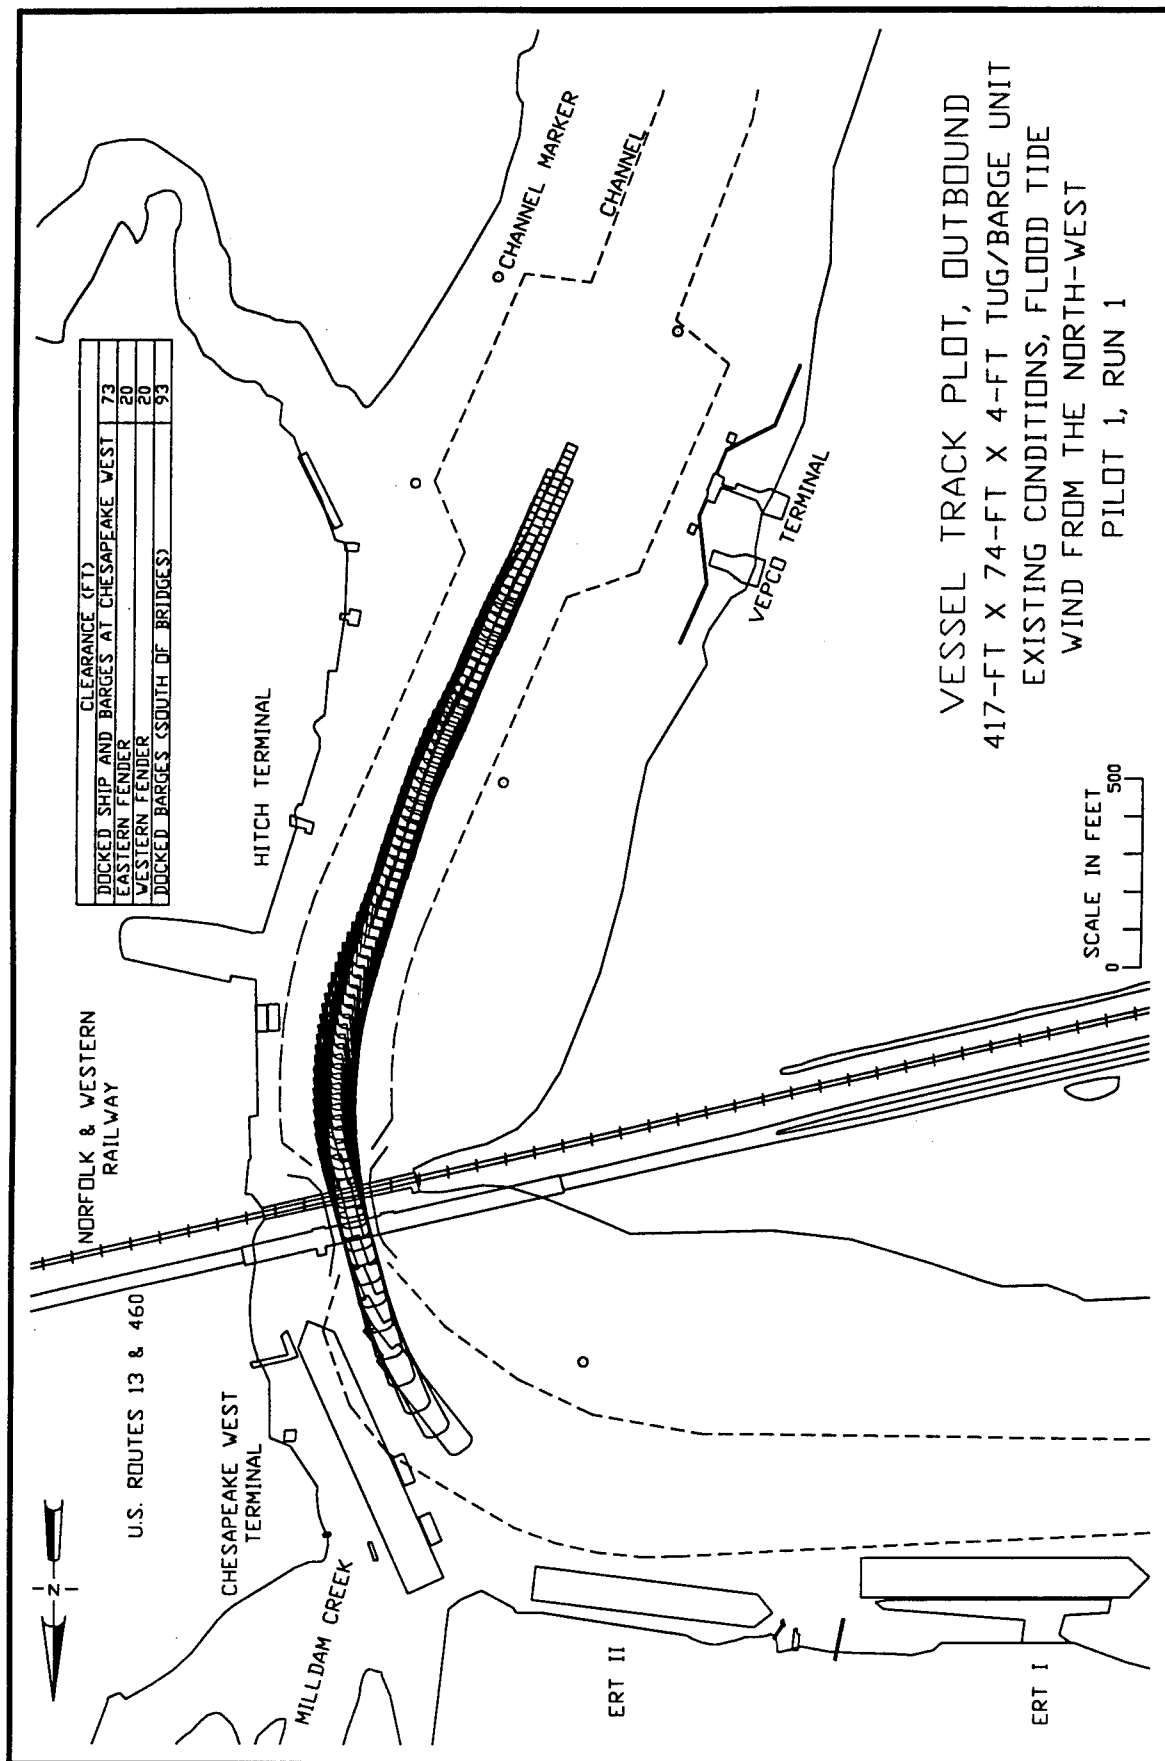 CLEARANCE (FT)
DOCKED SHIP AND BARGES AT CHESAPEAKE WEST 73
EASTERN FENDER 20
WESTERN FENDER 20
DOCKED BARGES (SOUTH OF BRIDGES) 93
N
U.S. ROUTES 13 & 460
NORFOLK & WESTERN
RAILWAY
HITCH TERMINAL
CHESAPEAKE WEST
TERMINAL
MILLDAM CREEK
CHANNEL MARKER
CHANNEL
VEPCO TERMINAL
ERT II
ERT I
SCALE IN FEET
0 500
VESSEL TRACK PLOT, OUTBOUND
417-FT X 74-FT X 4-FT TUG/BARGE UNIT
EXISTING CONDITIONS, FLOOD TIDE
WIND FROM THE NORTH-WEST
PILOT 1, RUN 1